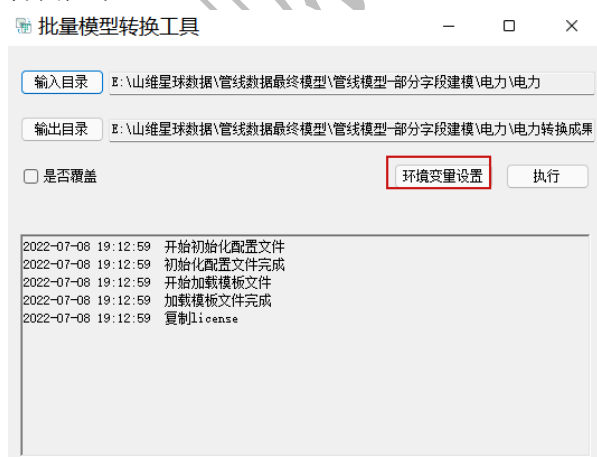 批量模型转换工具
输入目录 E:\山维星球数据\管线数据最终模型\管线模型-部分字段建模\电力\电力
输出目录 E:\山维星球数据\管线数据最终模型\管线模型-部分字段建模\电力\电力转换成果
是否覆盖 环境变量设置 执行
2022-07-08 19:12:59 开始初始化配置文件
2022-07-08 19:12:59 初始化配置文件完成
2022-07-08 19:12:59 开始加载模板文件
2022-07-08 19:12:59 加载模板文件完成
2022-07-08 19:12:59 复制license